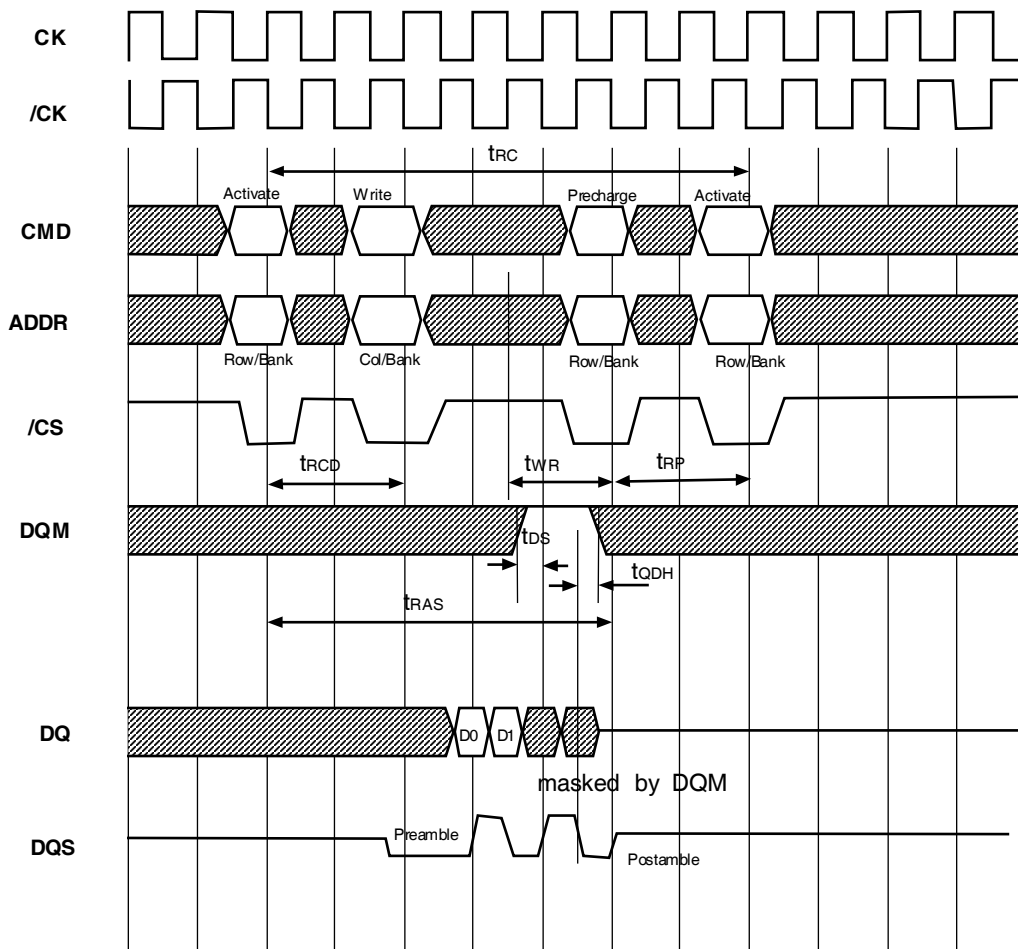 CK
/CK
tRC
Activate Write Precharge Activate
CMD
ADDR
Row/Bank Col/Bank Row/Bank Row/Bank
/CS
tRCD tWR tRP
DQM
tDS
tQDH
tRAS
DQ
D0 D1
masked by DQM
Preamble
DQS
Postamble